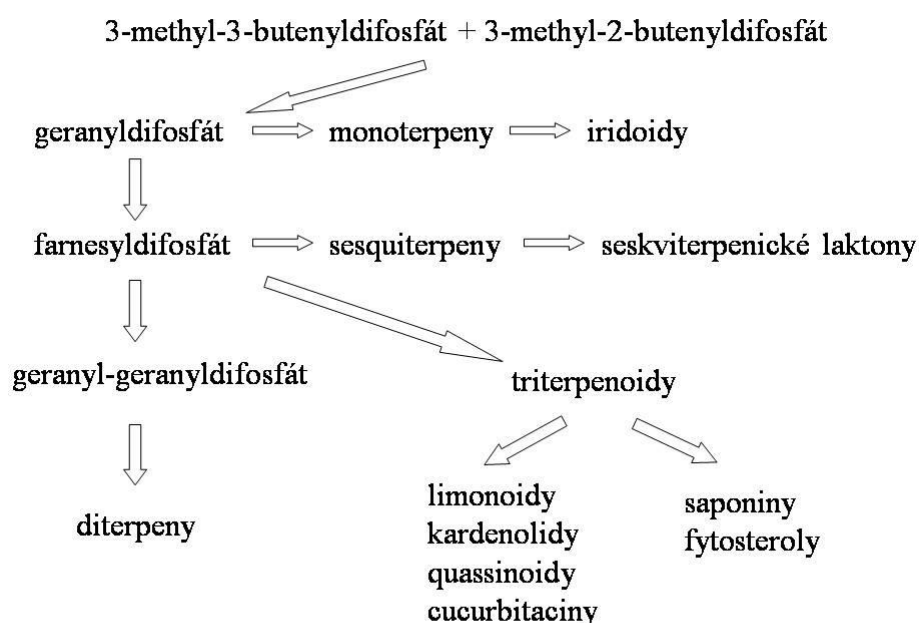 3-methyl-3-butenyldifosfát + 3-methyl-2-butenyldifosfát
geranyldifosfát monoterpeny iridoidy
farnesyldifosfát sesquiterpeny seskviterpenické laktony
geranyl-geranyldifosfát
triterpenoidy
diterpeny
limonoidy
kardenolidy
quassinoidy
cucurbitaciny
saponiny
fytosteroly